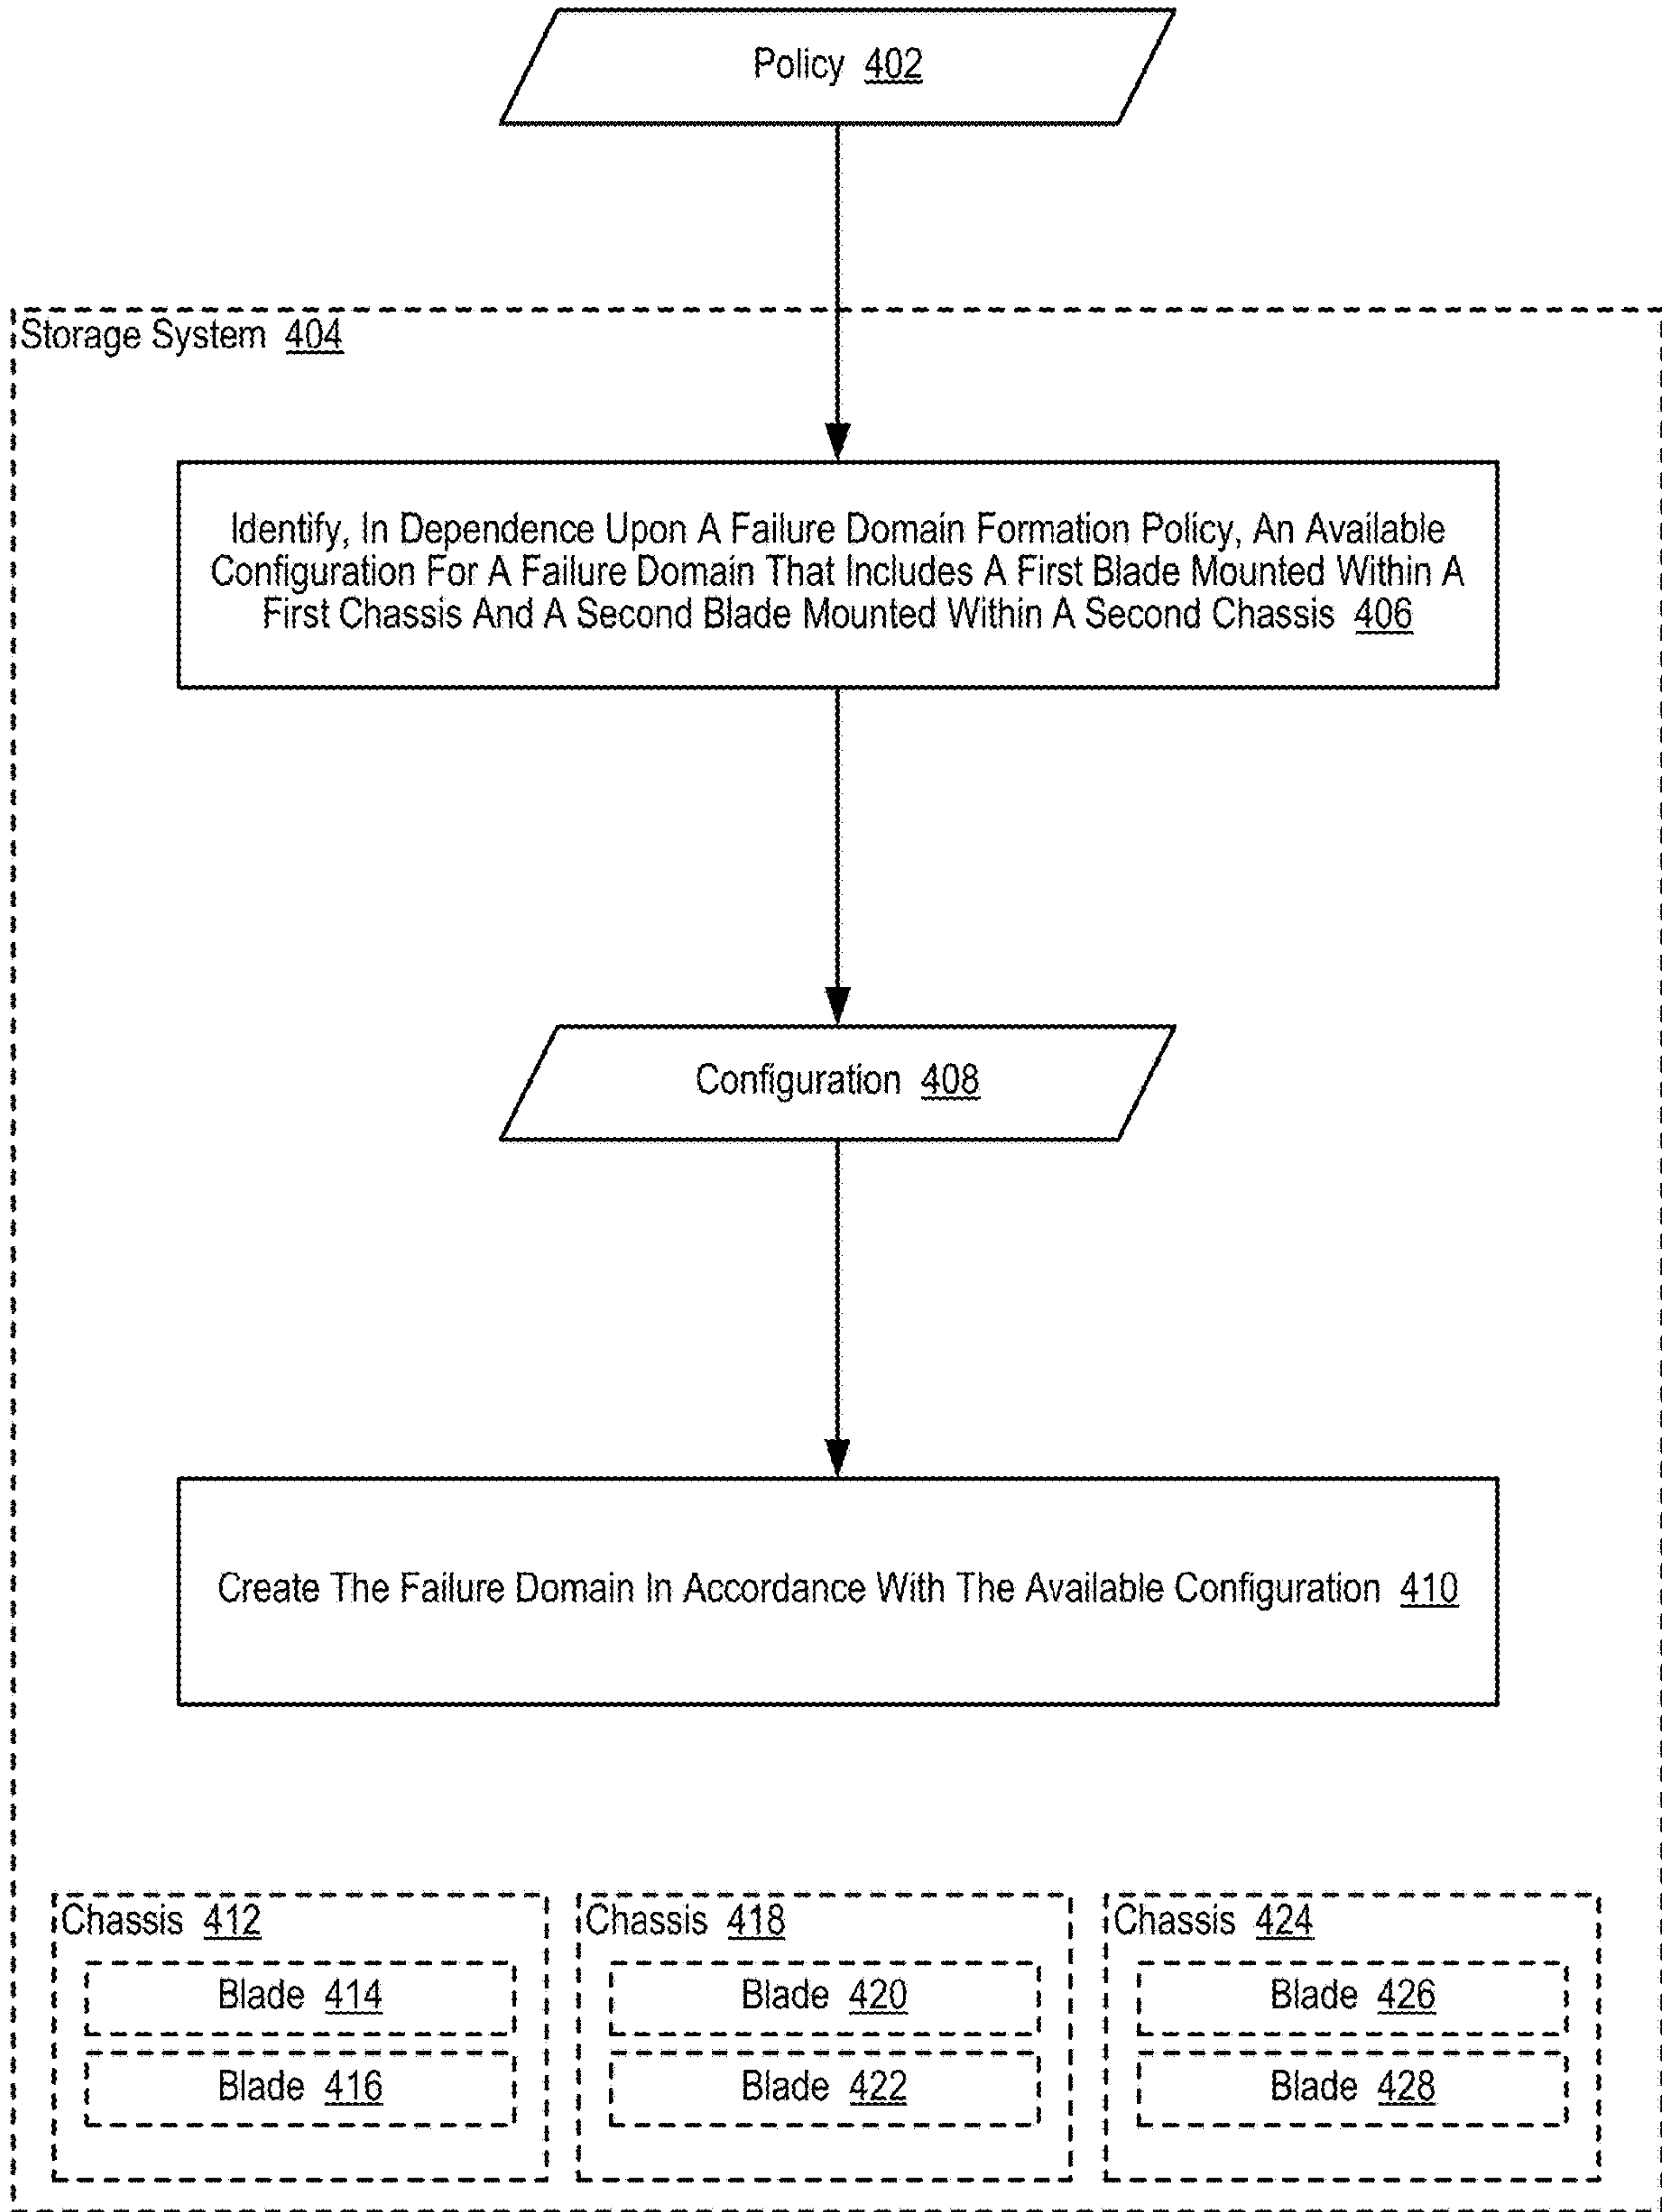 Policy 402
Storage System 404
Identify, In Dependence Upon A Failure Domain Formation Policy, An Available
Configuration For A Failure Domain That Includes A First Blade Mounted Within A
First Chassis And A Second Blade Mounted Within A Second Chassis 406
Configuration 408
Create The Failure Domain In Accordance With The Available Configuration 410
Chassis 412
Blade 414
Blade 416
Chassis 418
Blade 420
Blade 422
Chassis 424
Blade 426
Blade 428